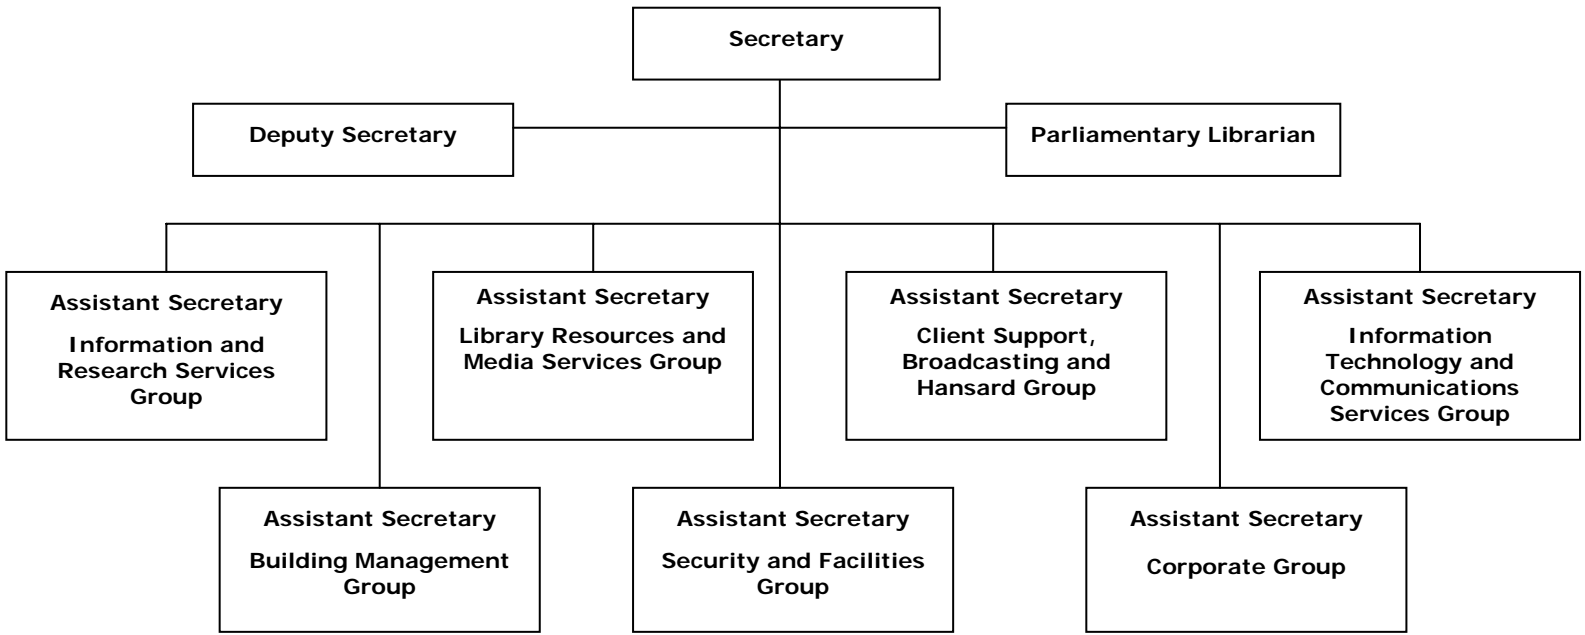 Secretary
Deputy Secretary
Parliamentary Librarian
Assistant Secretary
Information and
Research Services
Group
Assistant Secretary
Library Resources and
Media Services Group
Assistant Secretary
Client Support,
Broadcasting and
Hansard Group
Assistant Secretary
Information
Technology and
Communications
Services Group
Assistant Secretary
Building Management
Group
Assistant Secretary
Security and Facilities
Group
Assistant Secretary
Corporate Group